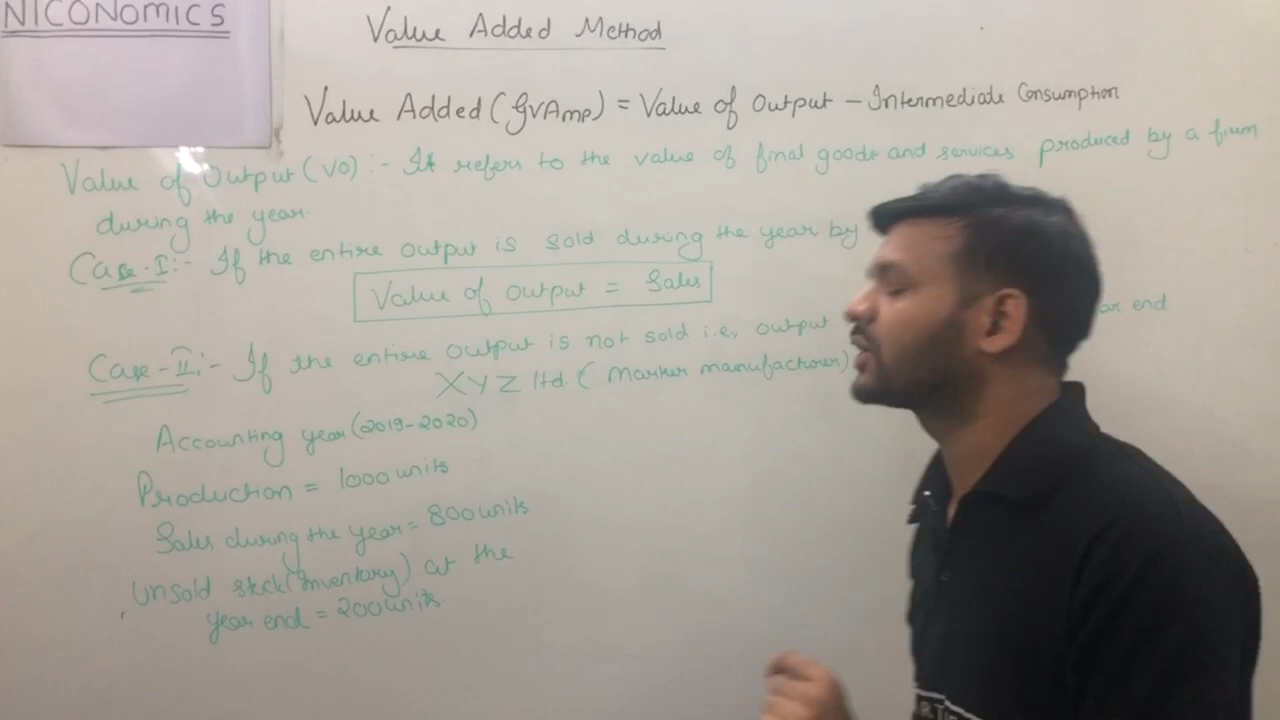 NICONOMICS
Value Added Method
Value Added (GVAmp) = Value of Output - Intermediate Consumption
Value of Output (VO) :- It refers to the value of final goods and services produced by a firm
during the year.
Case-I:- If the entire output is sold during the year by
Value of output = Sales
Case-II:- If the entire output is not sold i.e., output end
XYZ ltd (Marker manufacturer)
Accounting year (2019-2020)
Production = 1000 units
Sales during the year = 800 units
Unsold stock (inventory) at the
year end = 200 units